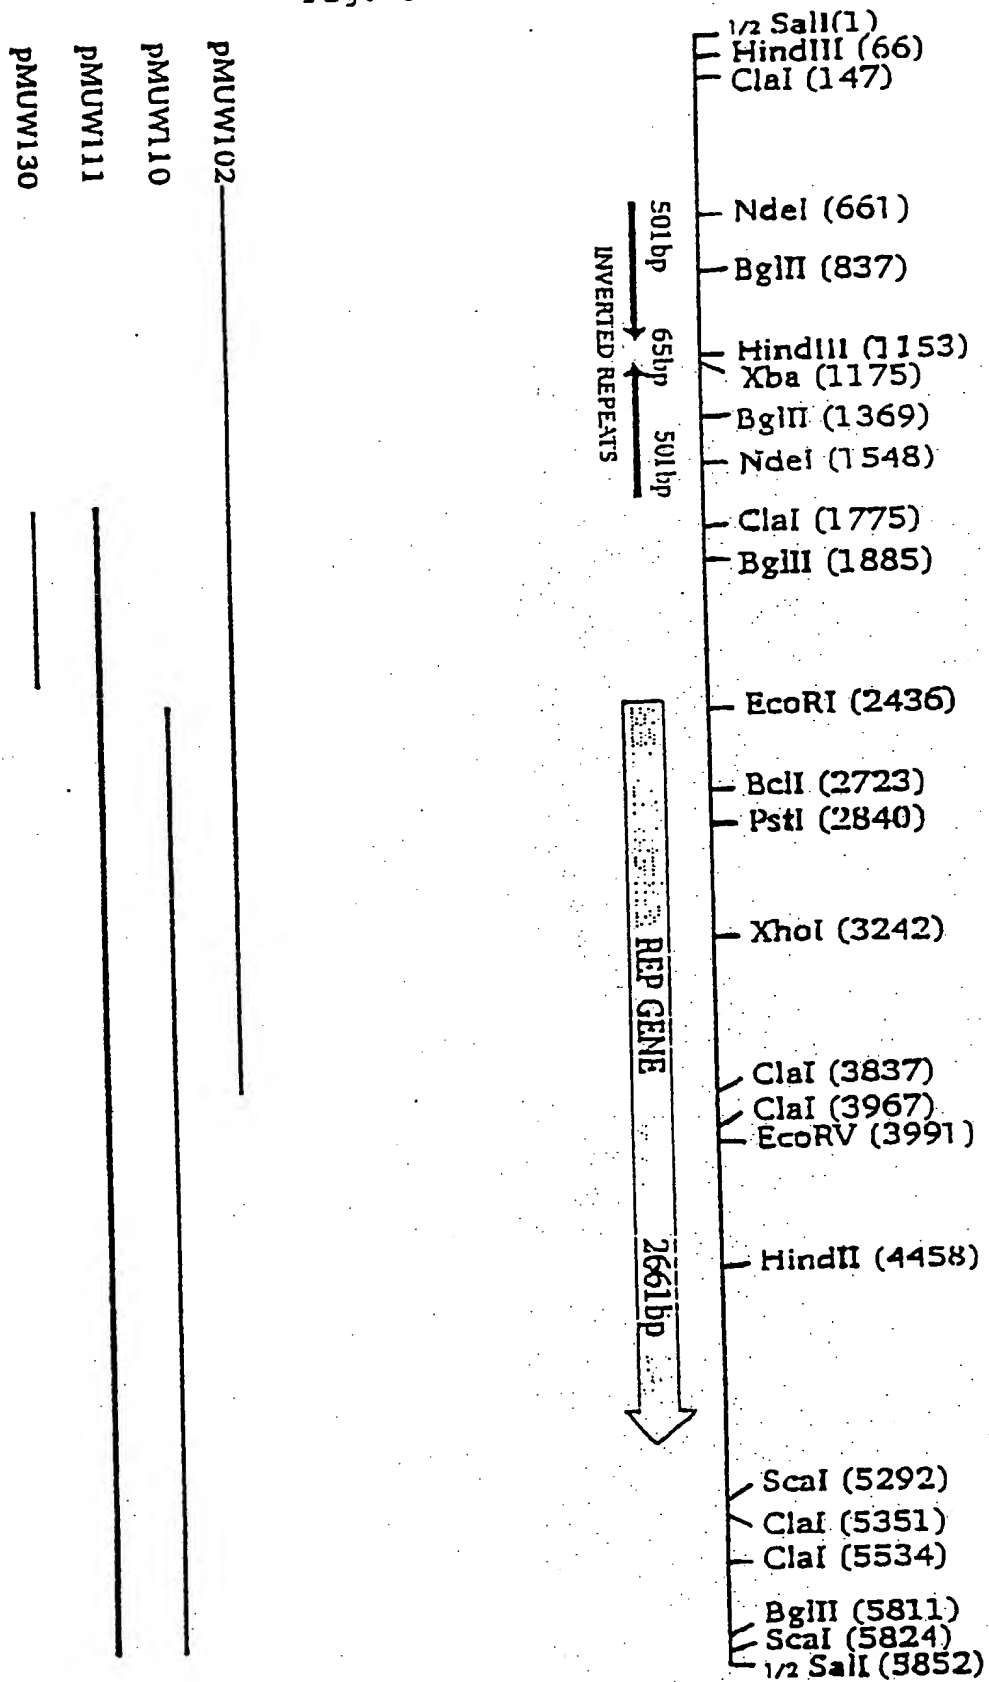 1/2 SalI(1)
HindIII (66)
ClaI (147)
NdeI (661)
BglII (837)
HindIII (1153)
Xba (1175)
BglII (1369)
NdeI (1548)
ClaI (1775)
BglII (1885)
EcoRI (2436)
BclI (2723)
PstI (2840)
XhoI (3242)
ClaI (3837)
ClaI (3967)
EcoRV (3991)
HindII (4458)
ScaI (5292)
ClaI (5351)
ClaI (5534)
BglII (5811)
ScaI (5824)
1/2 SalI (5852)
501bp
65bp
501bp
INVERTED REPEATS
REP GENE
2661bp
pMUW102
pMUW110
pMUW111
pMUW130